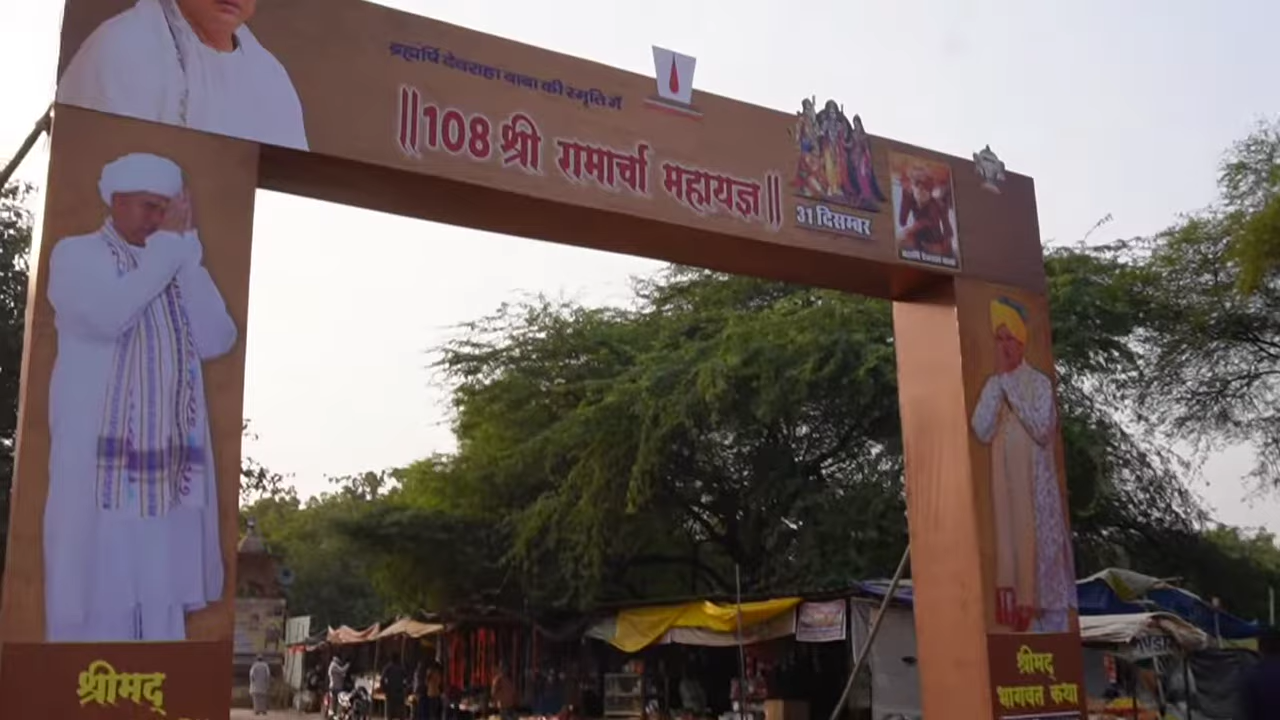 ब्रह्मर्षि देवराहा बाबा की स्मृति में
||108 श्री रामार्चा महायज्ञ||
31 दिसम्बर
श्रीमद्
श्रीमद्
भागवत कथा